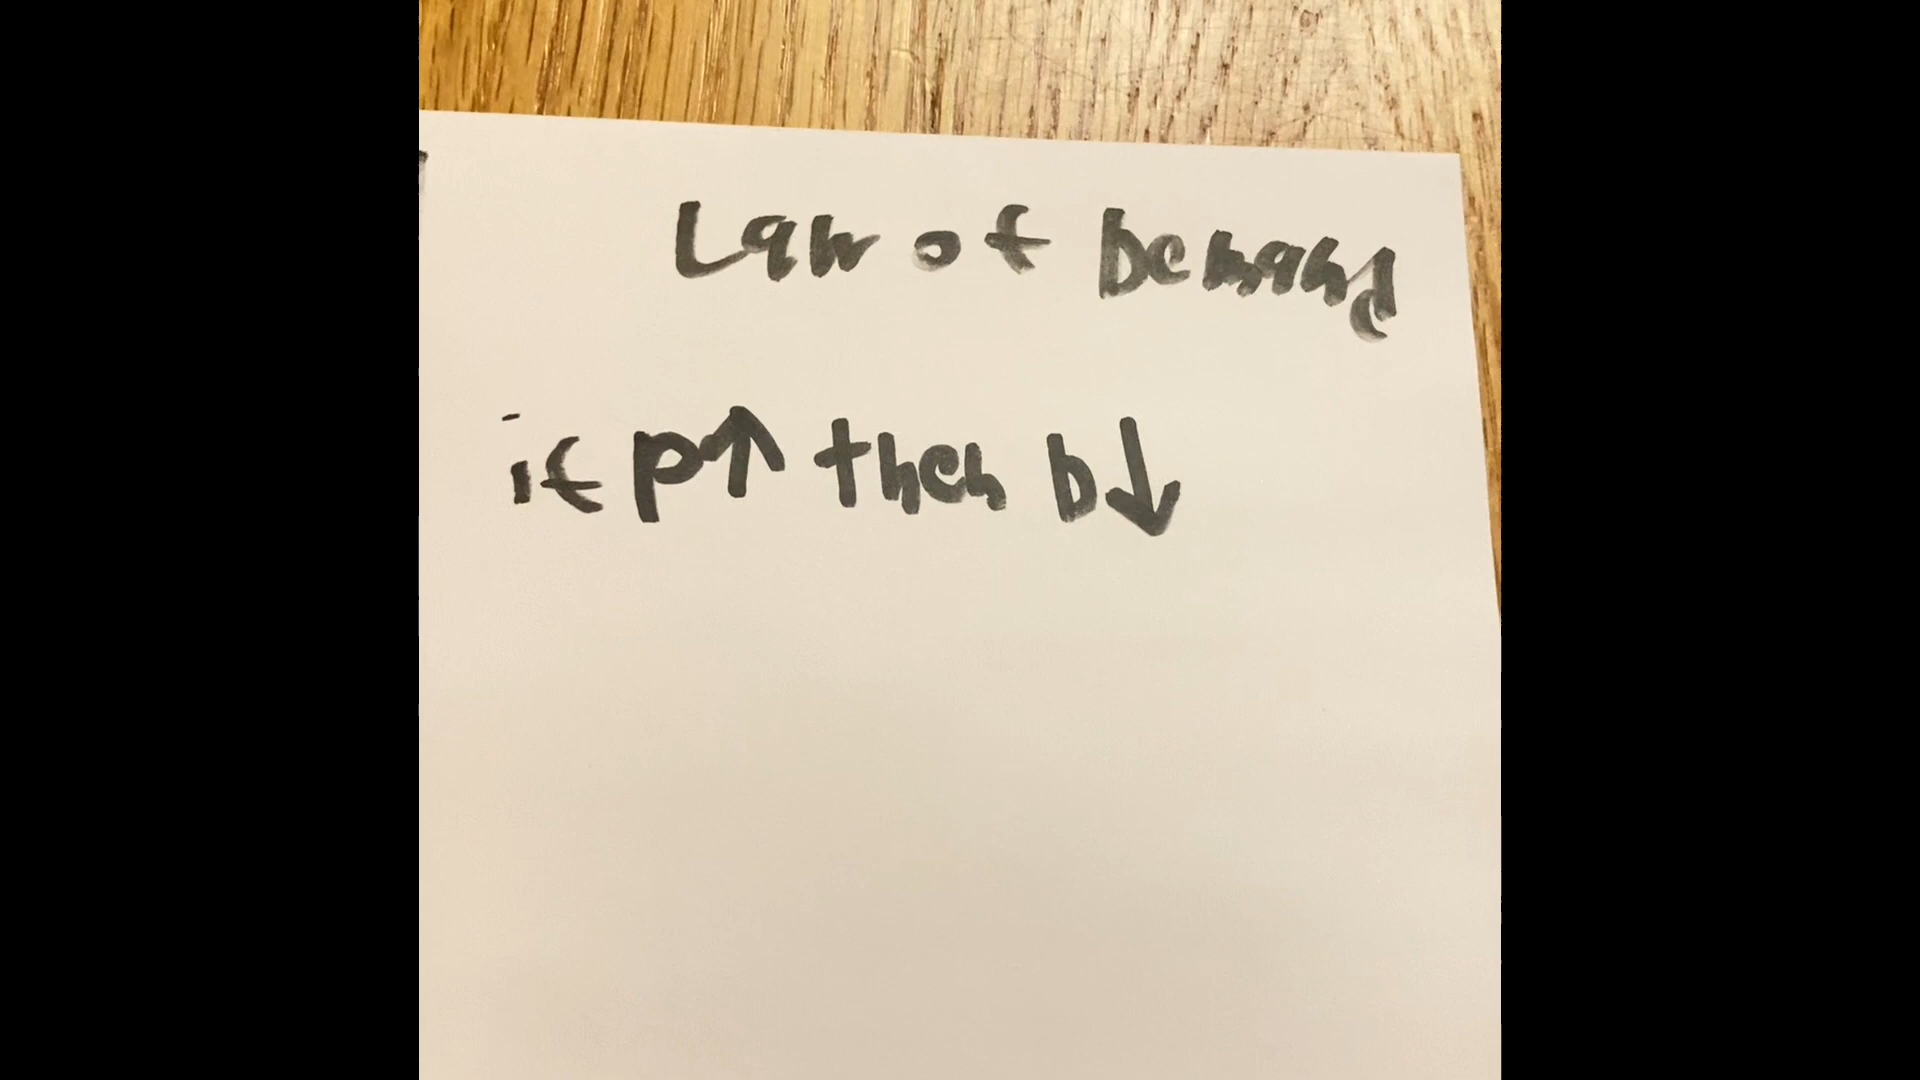 Law of Demand
if P↑ then D↓